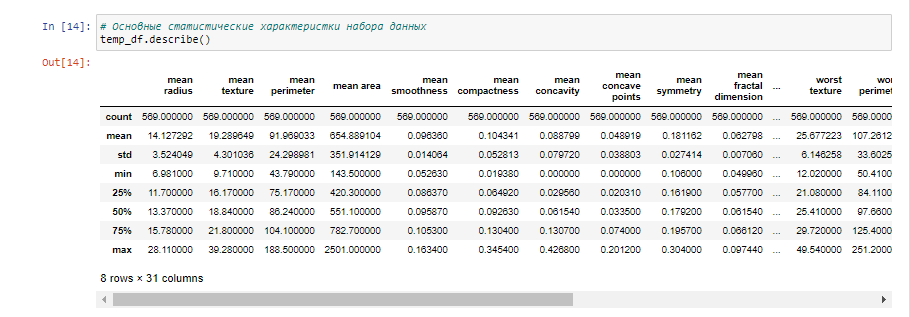 In [14]: # Основные статистические характеристки набора данных
temp_df.describe()
Out[14]:
mean radius mean texture mean perimeter mean area mean smoothness mean compactness mean concavity mean concave points mean symmetry mean fractal dimension ... worst texture
count 569.000000 569.000000 569.000000 569.000000 569.000000 569.000000 569.000000 569.000000 569.000000 569.000000 ... 569.000000 569.0000
mean 14.127292 19.289649 91.969033 654.889104 0.096360 0.104341 0.088799 0.048919 0.181162 0.062798 ... 25.677223 107.2612
std 3.524049 4.301036 24.298981 351.914129 0.014064 0.052813 0.079720 0.038803 0.027414 0.007060 ... 6.146258 33.6025
min 6.981000 9.710000 43.790000 143.500000 0.052630 0.019380 0.000000 0.000000 0.106000 0.049960 ... 12.020000 50.4100
25% 11.700000 16.170000 75.170000 420.300000 0.086370 0.064920 0.029560 0.020310 0.161900 0.057700 ... 21.080000 84.1100
50% 13.370000 18.840000 86.240000 551.100000 0.095870 0.092630 0.061540 0.033500 0.179200 0.061540 ... 25.410000 97.6600
75% 15.780000 21.800000 104.100000 782.700000 0.105300 0.130400 0.130700 0.074000 0.195700 0.066120 ... 29.720000 125.4000
max 28.110000 39.280000 188.500000 2501.000000 0.163400 0.345400 0.426800 0.201200 0.304000 0.097440 ... 49.540000 251.2000
8 rows × 31 columns